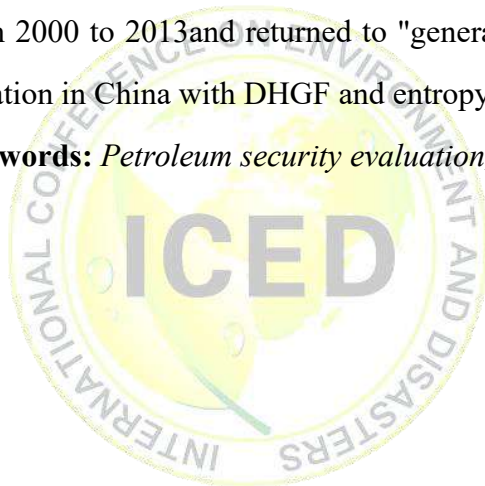 n 2000 to 2013and returned to "genera
ation in China with DHGF and entropy
words: Petroleum security evaluation,
INTERNATIONAL CONFERENCE ON ENVIRONMENT AND DISASTERS
ICED